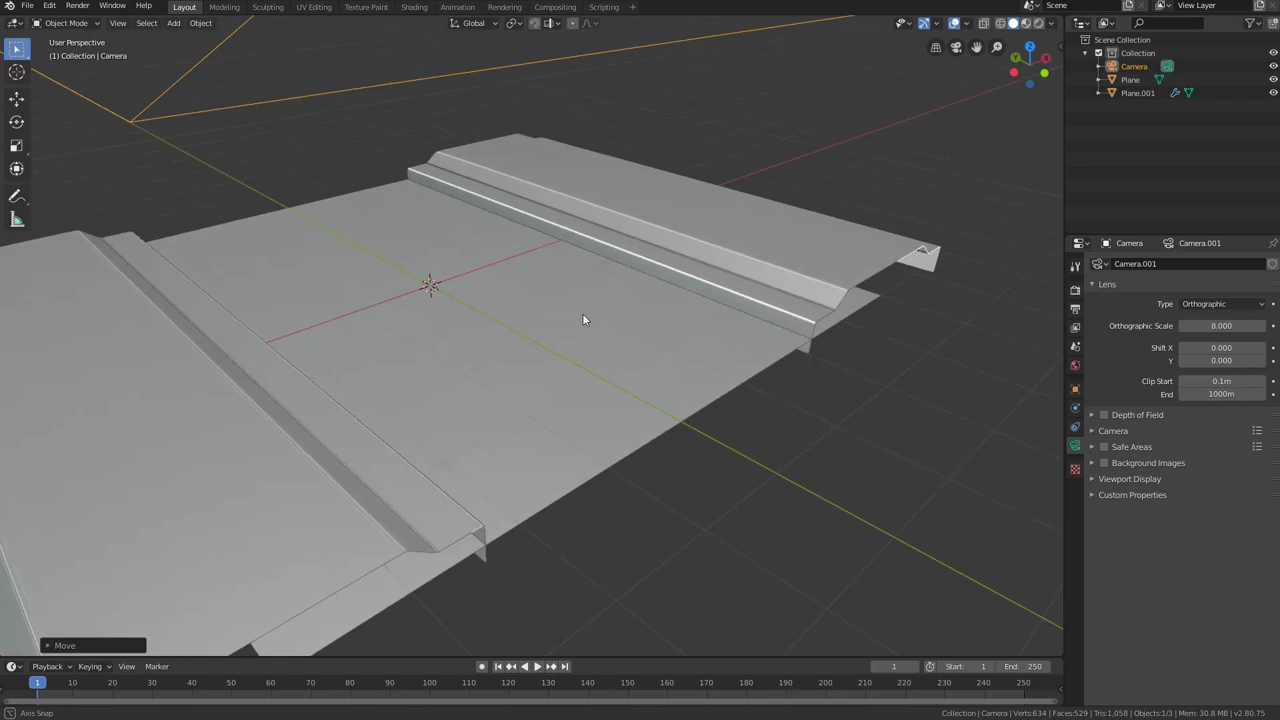 File Edit Render Window Help Layout Modeling Sculpting UV Editing Texture Paint Shading Animation Rendering Compositing Scripting + Scene View Layer
Object Mode View Select Add Object Global
User Perspective
(1) Collection | Camera
Scene Collection
Collection
Camera
Plane
Plane.001
Camera Camera.001
Camera.001
Lens
Type Orthographic
Orthographic Scale 8.000
Shift X 0.000
Y 0.000
Clip Start 0.1m
End 1000m
Depth of Field
Camera
Safe Areas
Background Images
Viewport Display
Custom Properties
Move
Playback Keying View Marker 1 Start: 1 End: 250
1 10 20 30 40 50 60 70 80 90 100 110 120 130 140 150 160 170 180 190 200 210 220 230 240 250
Axis Snap Collection | Camera | Verts:634 | Faces:529 | Tris:1,058 | Objects:1/3 | Mem: 30.8 MB | v2.80.75